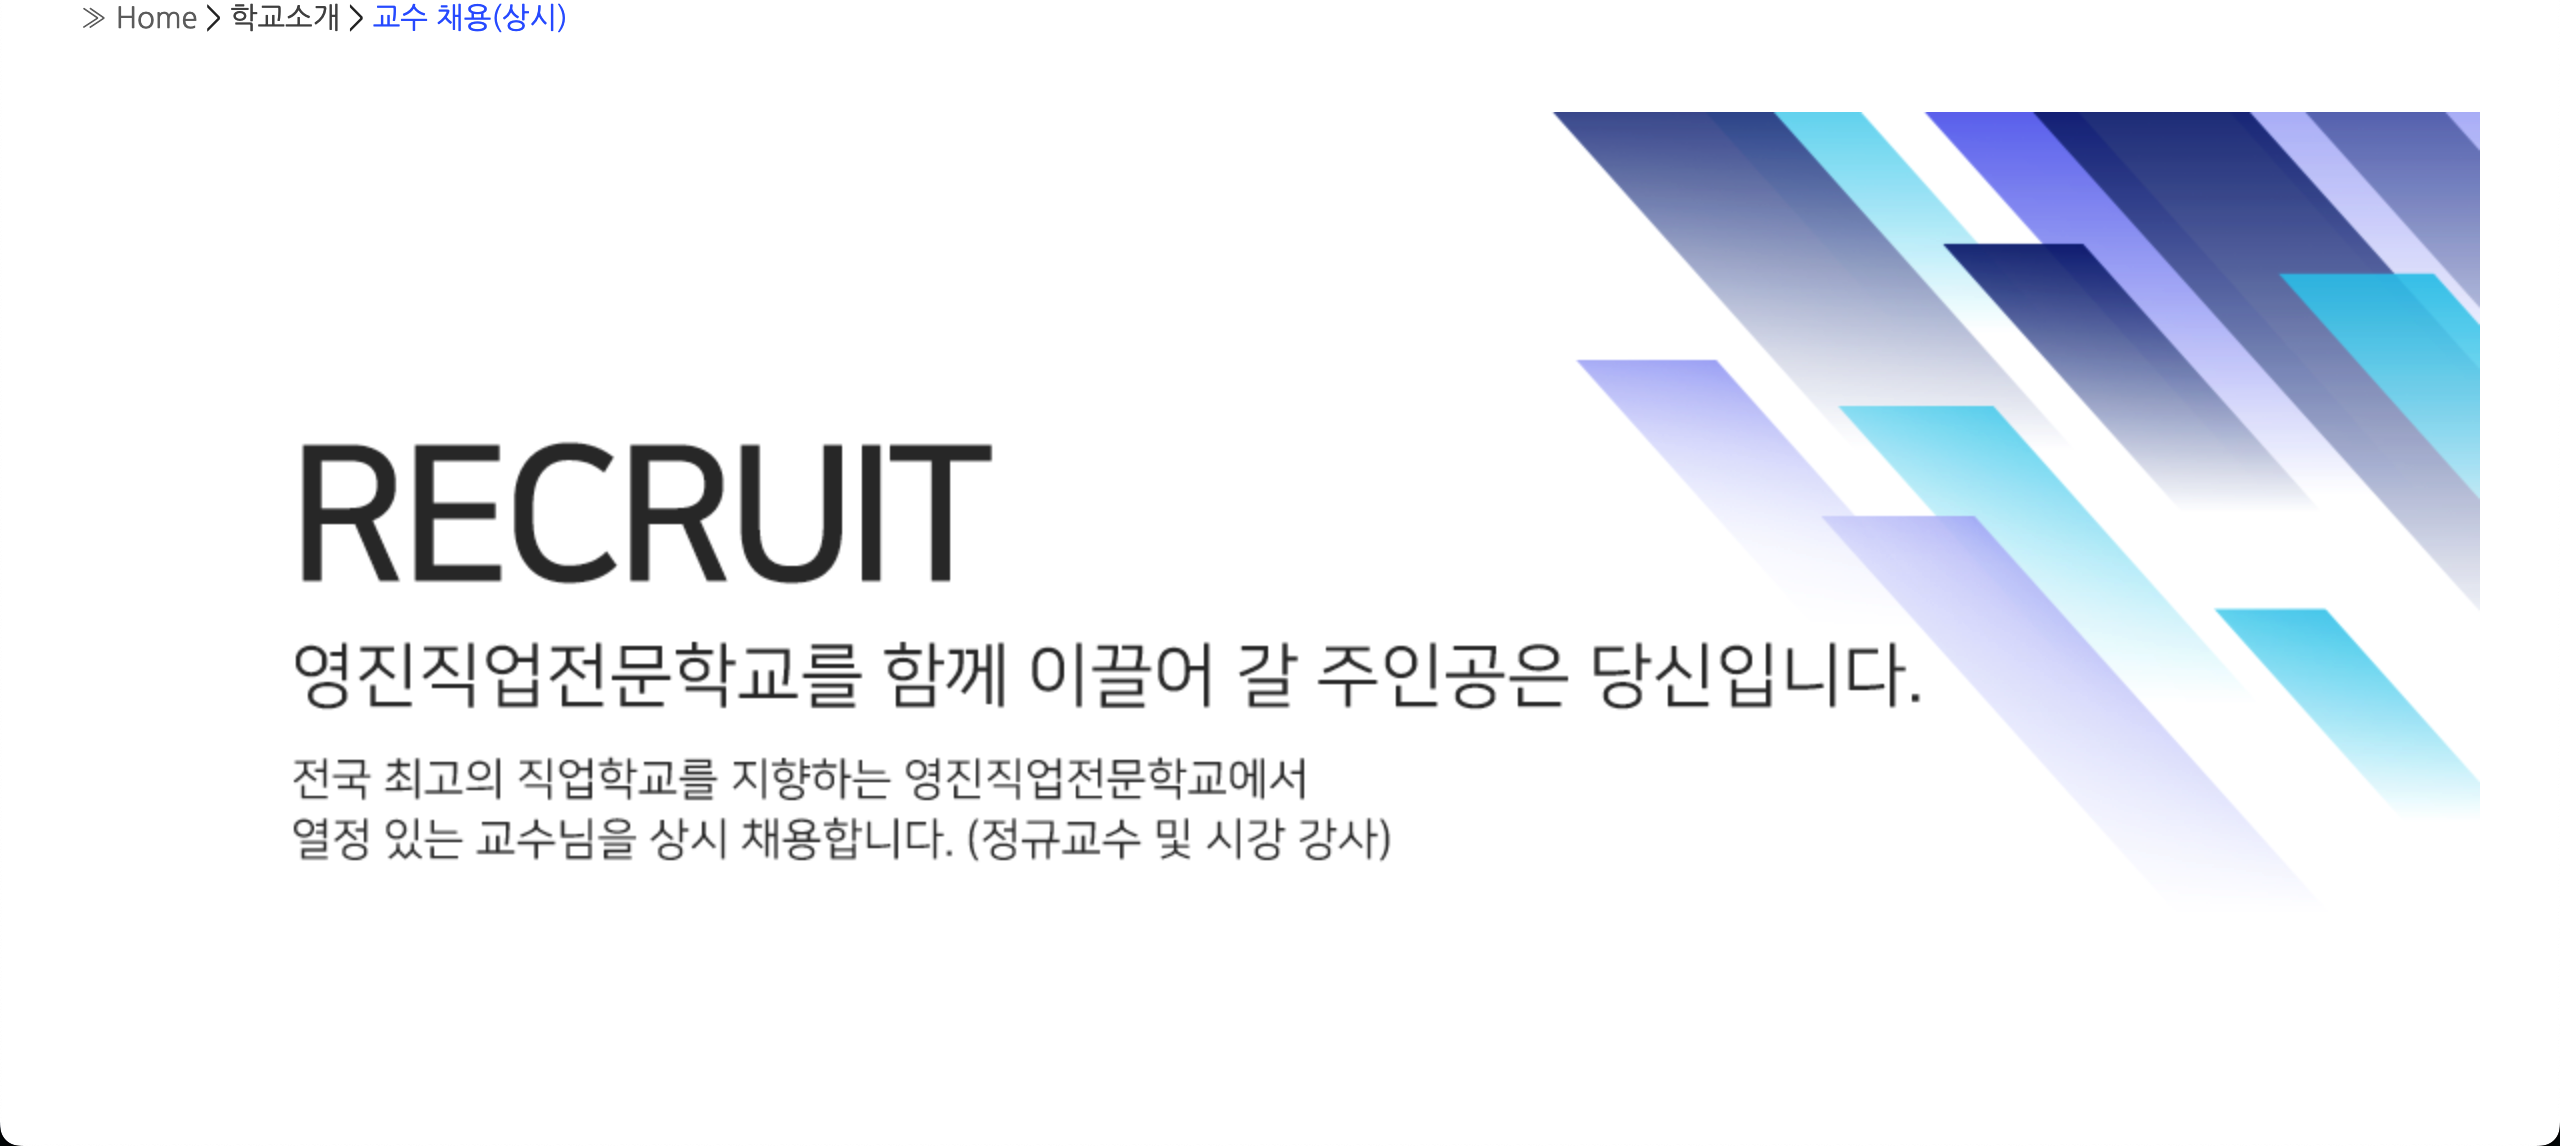 ≫ Home > 학교소개 > 교수 채용(상시)
RECRUIT
영진직업전문학교를 함께 이끌어 갈 주인공은 당신입니다.
전국 최고의 직업학교를 지향하는 영진직업전문학교에서
열정 있는 교수님을 상시 채용합니다. (정규교수 및 시강 강사)